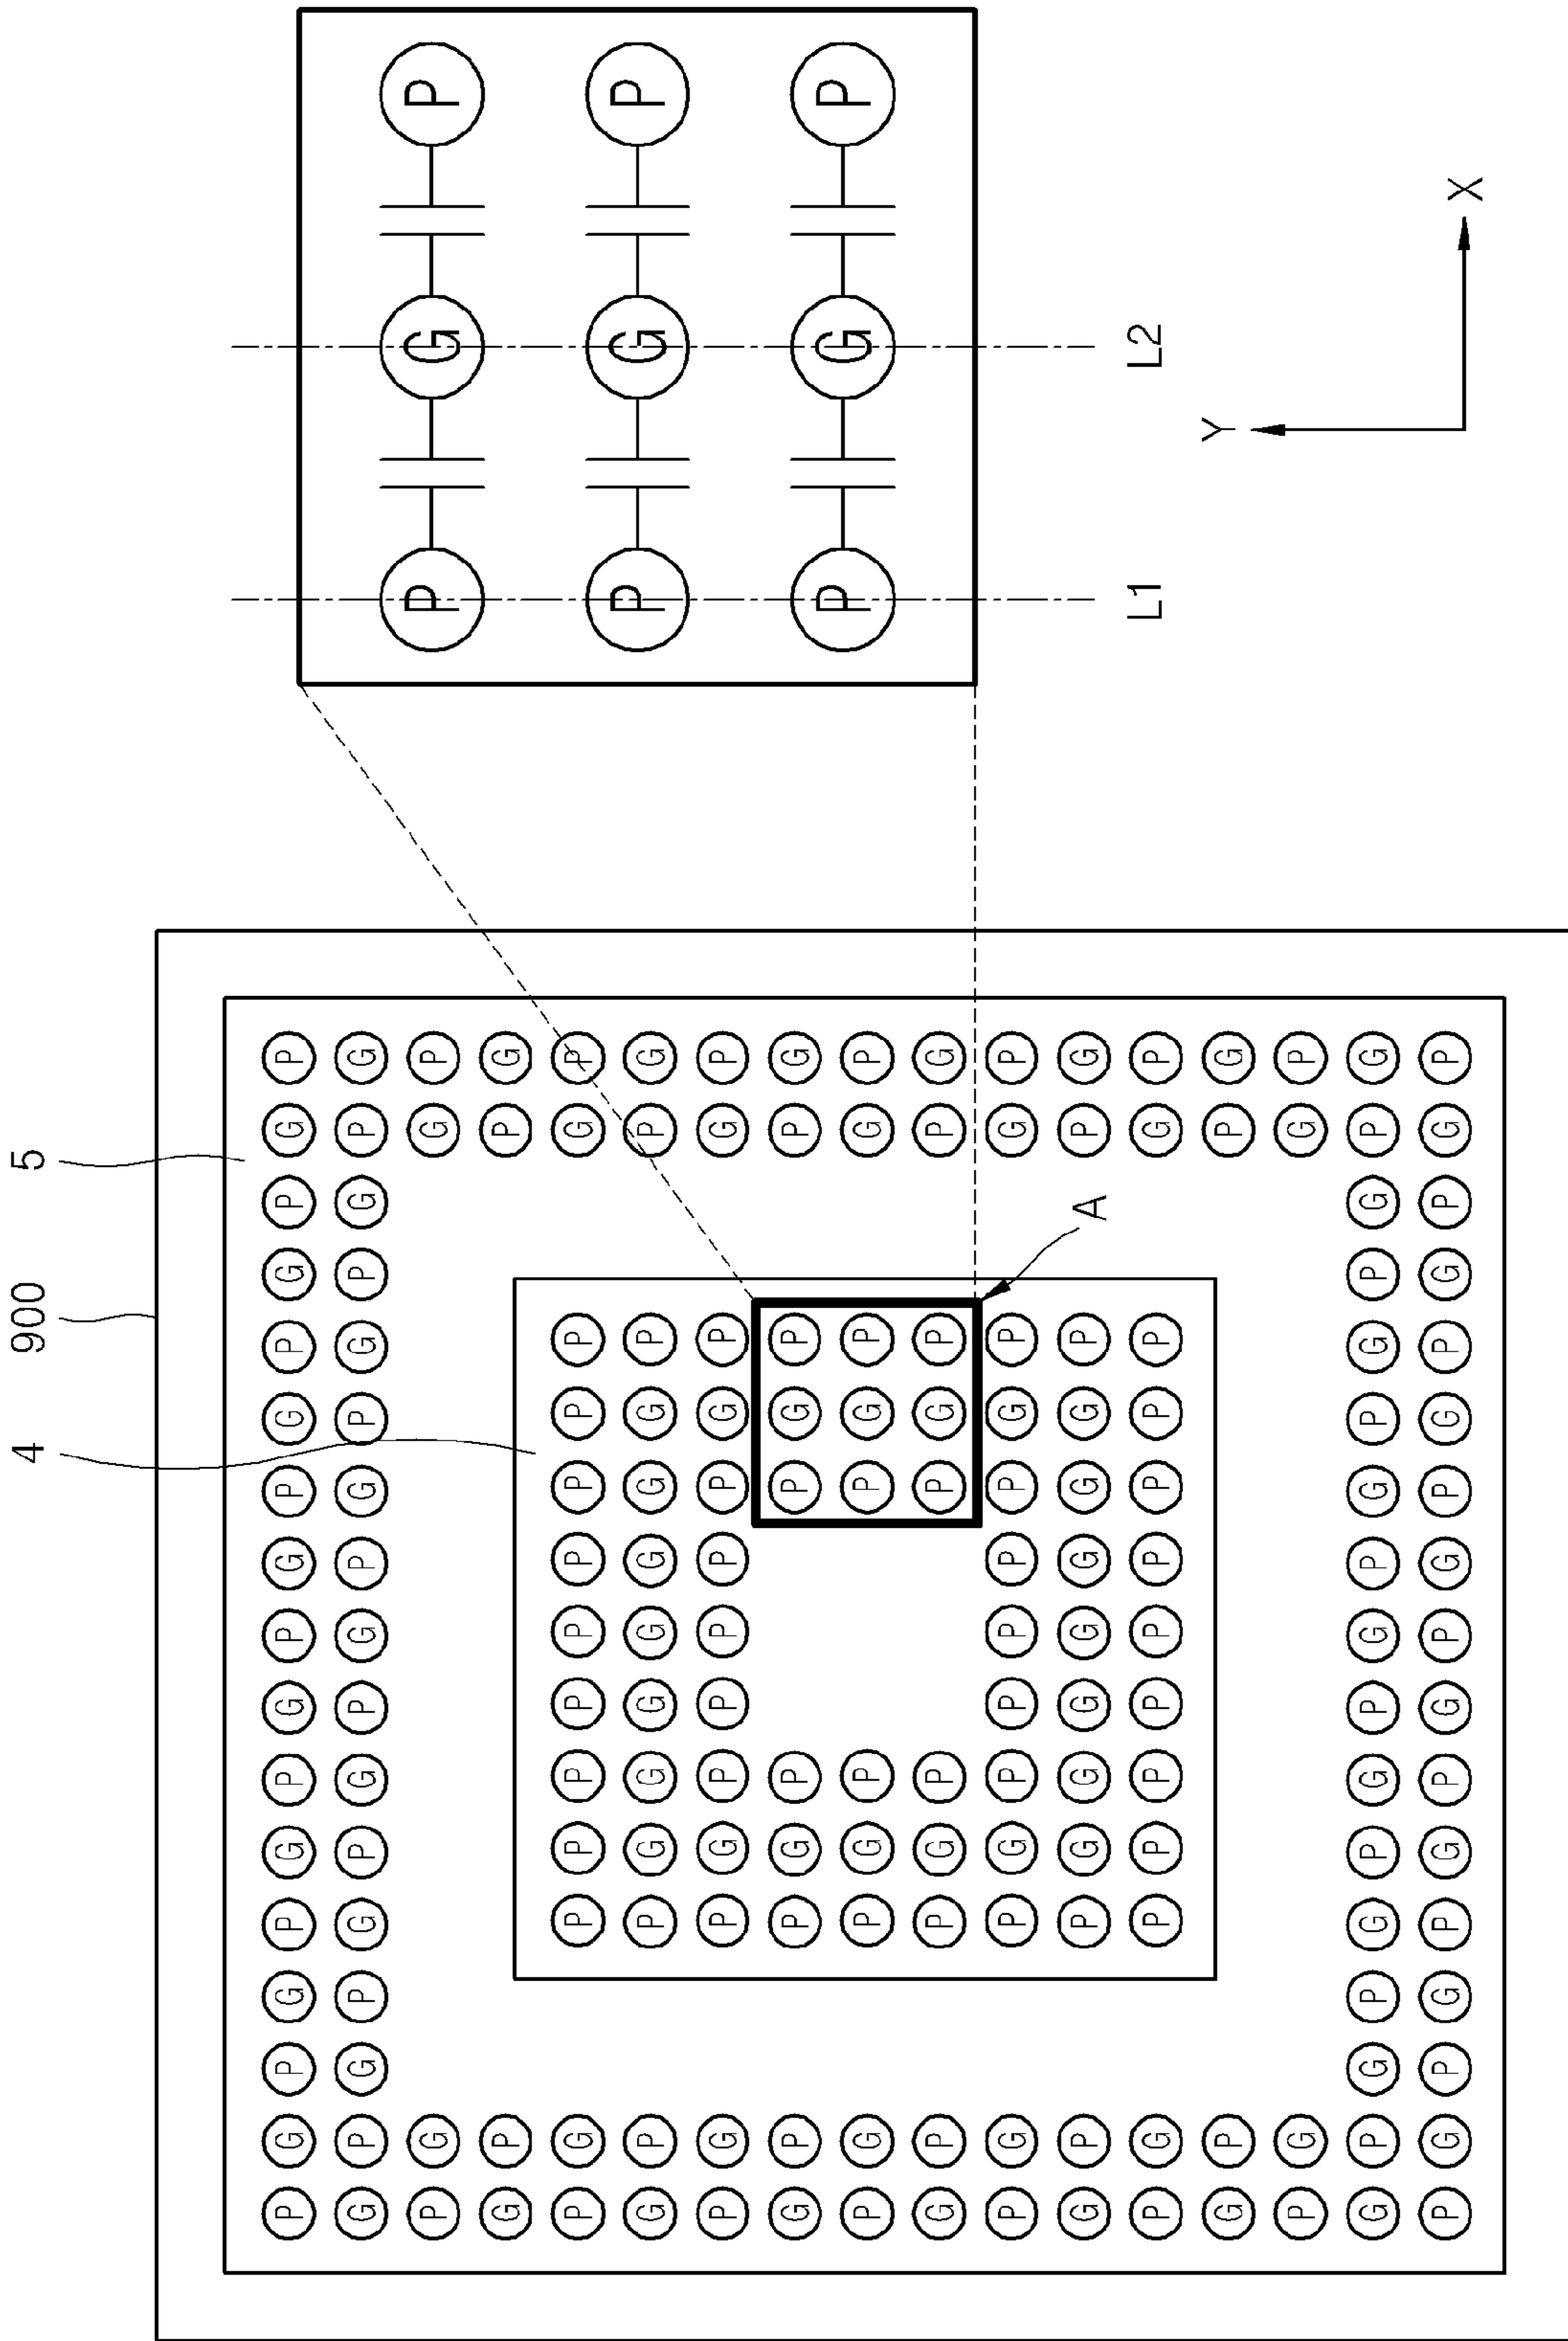 4 900 5
P G P G P G P G P G P G P G P G P
G P G P G P G P G P G P G P G P G
P G G P
G P P G
P G P P P P P P P P P G P
G P P G G G G G G G P P G
P G P G P P P P P G P G P
G P P G P P G P P G
P G P G P P G P G P
G P P G P P G P P G
P G P G P P P P P G P G P
G P P G G G G G G G P P G
P G P P P P P P P P P G P
G P P G
P G G P
G P G P G P G P G P G P G P G P G
P G P G P G P G P G P G P G P G P
A
P G P
P G P
P G P
L1 L2
Y
X